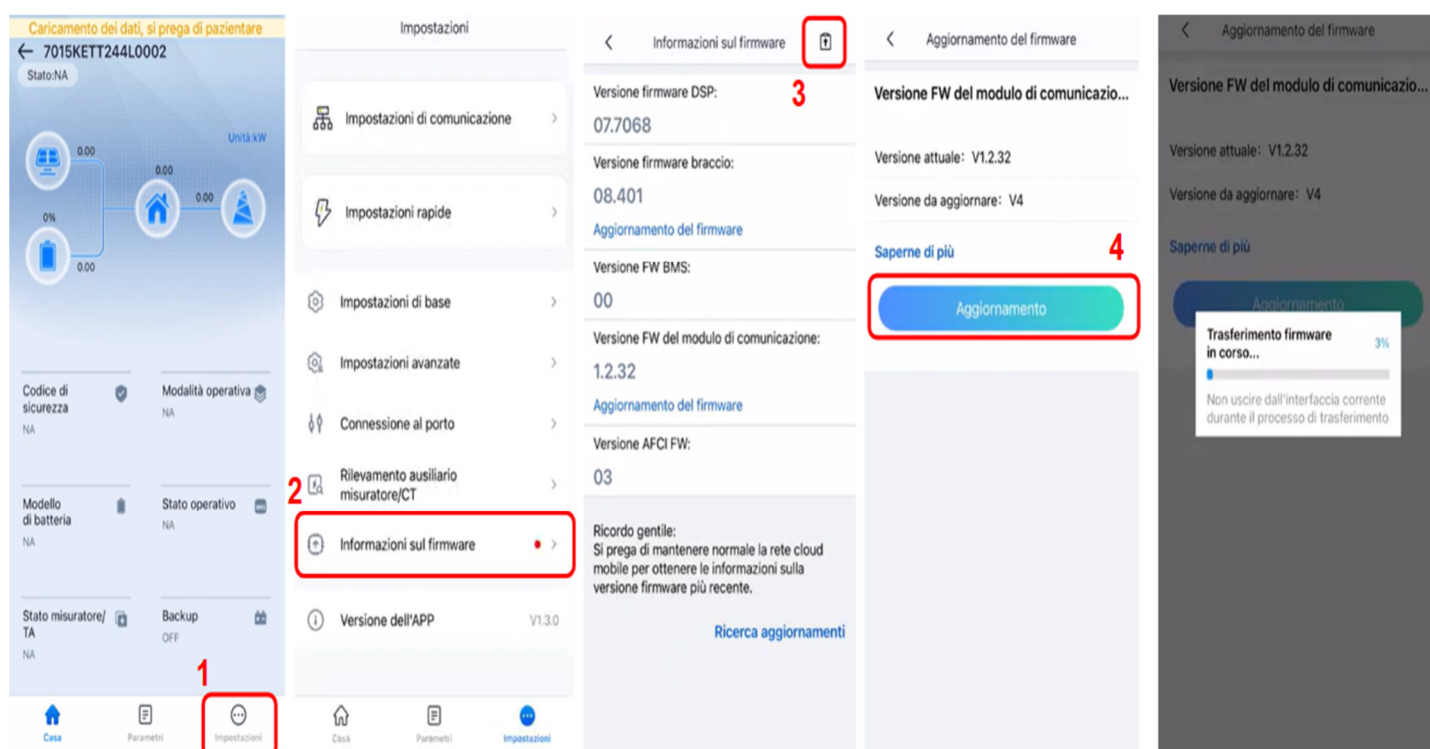 Caricamento dei dati, si prega di pazientare
7015KETT244L0002
Stato:NA
Unità:kW
0.00
0.00
0.00
0%
0.00
Codice di
sicurezza
NA
Modalità operativa
NA
Modello
di batteria
NA
Stato operativo
NA
Stato misuratore/
TA
NA
Backup
OFF
1
Casa
Parametri
Impostazioni
Impostazioni
Impostazioni di comunicazione
Impostazioni rapide
Impostazioni di base
Impostazioni avanzate
Connessione al porto
Rilevamento ausiliario
misuratore/CT
2
Informazioni sul firmware
Versione dell'APP
V1.3.0
Casa
Parametri
Impostazioni
Informazioni sul firmware
3
Versione firmware DSP:
07.7068
Versione firmware braccio:
08.401
Aggiornamento del firmware
Versione FW BMS:
00
Versione FW del modulo di comunicazione:
1.2.32
Aggiornamento del firmware
Versione AFCI FW:
03
Ricordo gentile:
Si prega di mantenere normale la rete cloud
mobile per ottenere le informazioni sulla
versione firmware più recente.
Ricerca aggiornamenti
Aggiornamento del firmware
Versione FW del modulo di comunicazio...
Versione attuale: V1.2.32
Versione da aggiornare: V4
Saperne di più
4
Aggiornamento
Aggiornamento del firmware
Versione FW del modulo di comunicazio...
Versione attuale: V1.2.32
Versione da aggiornare: V4
Saperne di più
Aggiornamento
Trasferimento firmware
in corso...
3%
Non uscire dall'interfaccia corrente
durante il processo di trasferimento